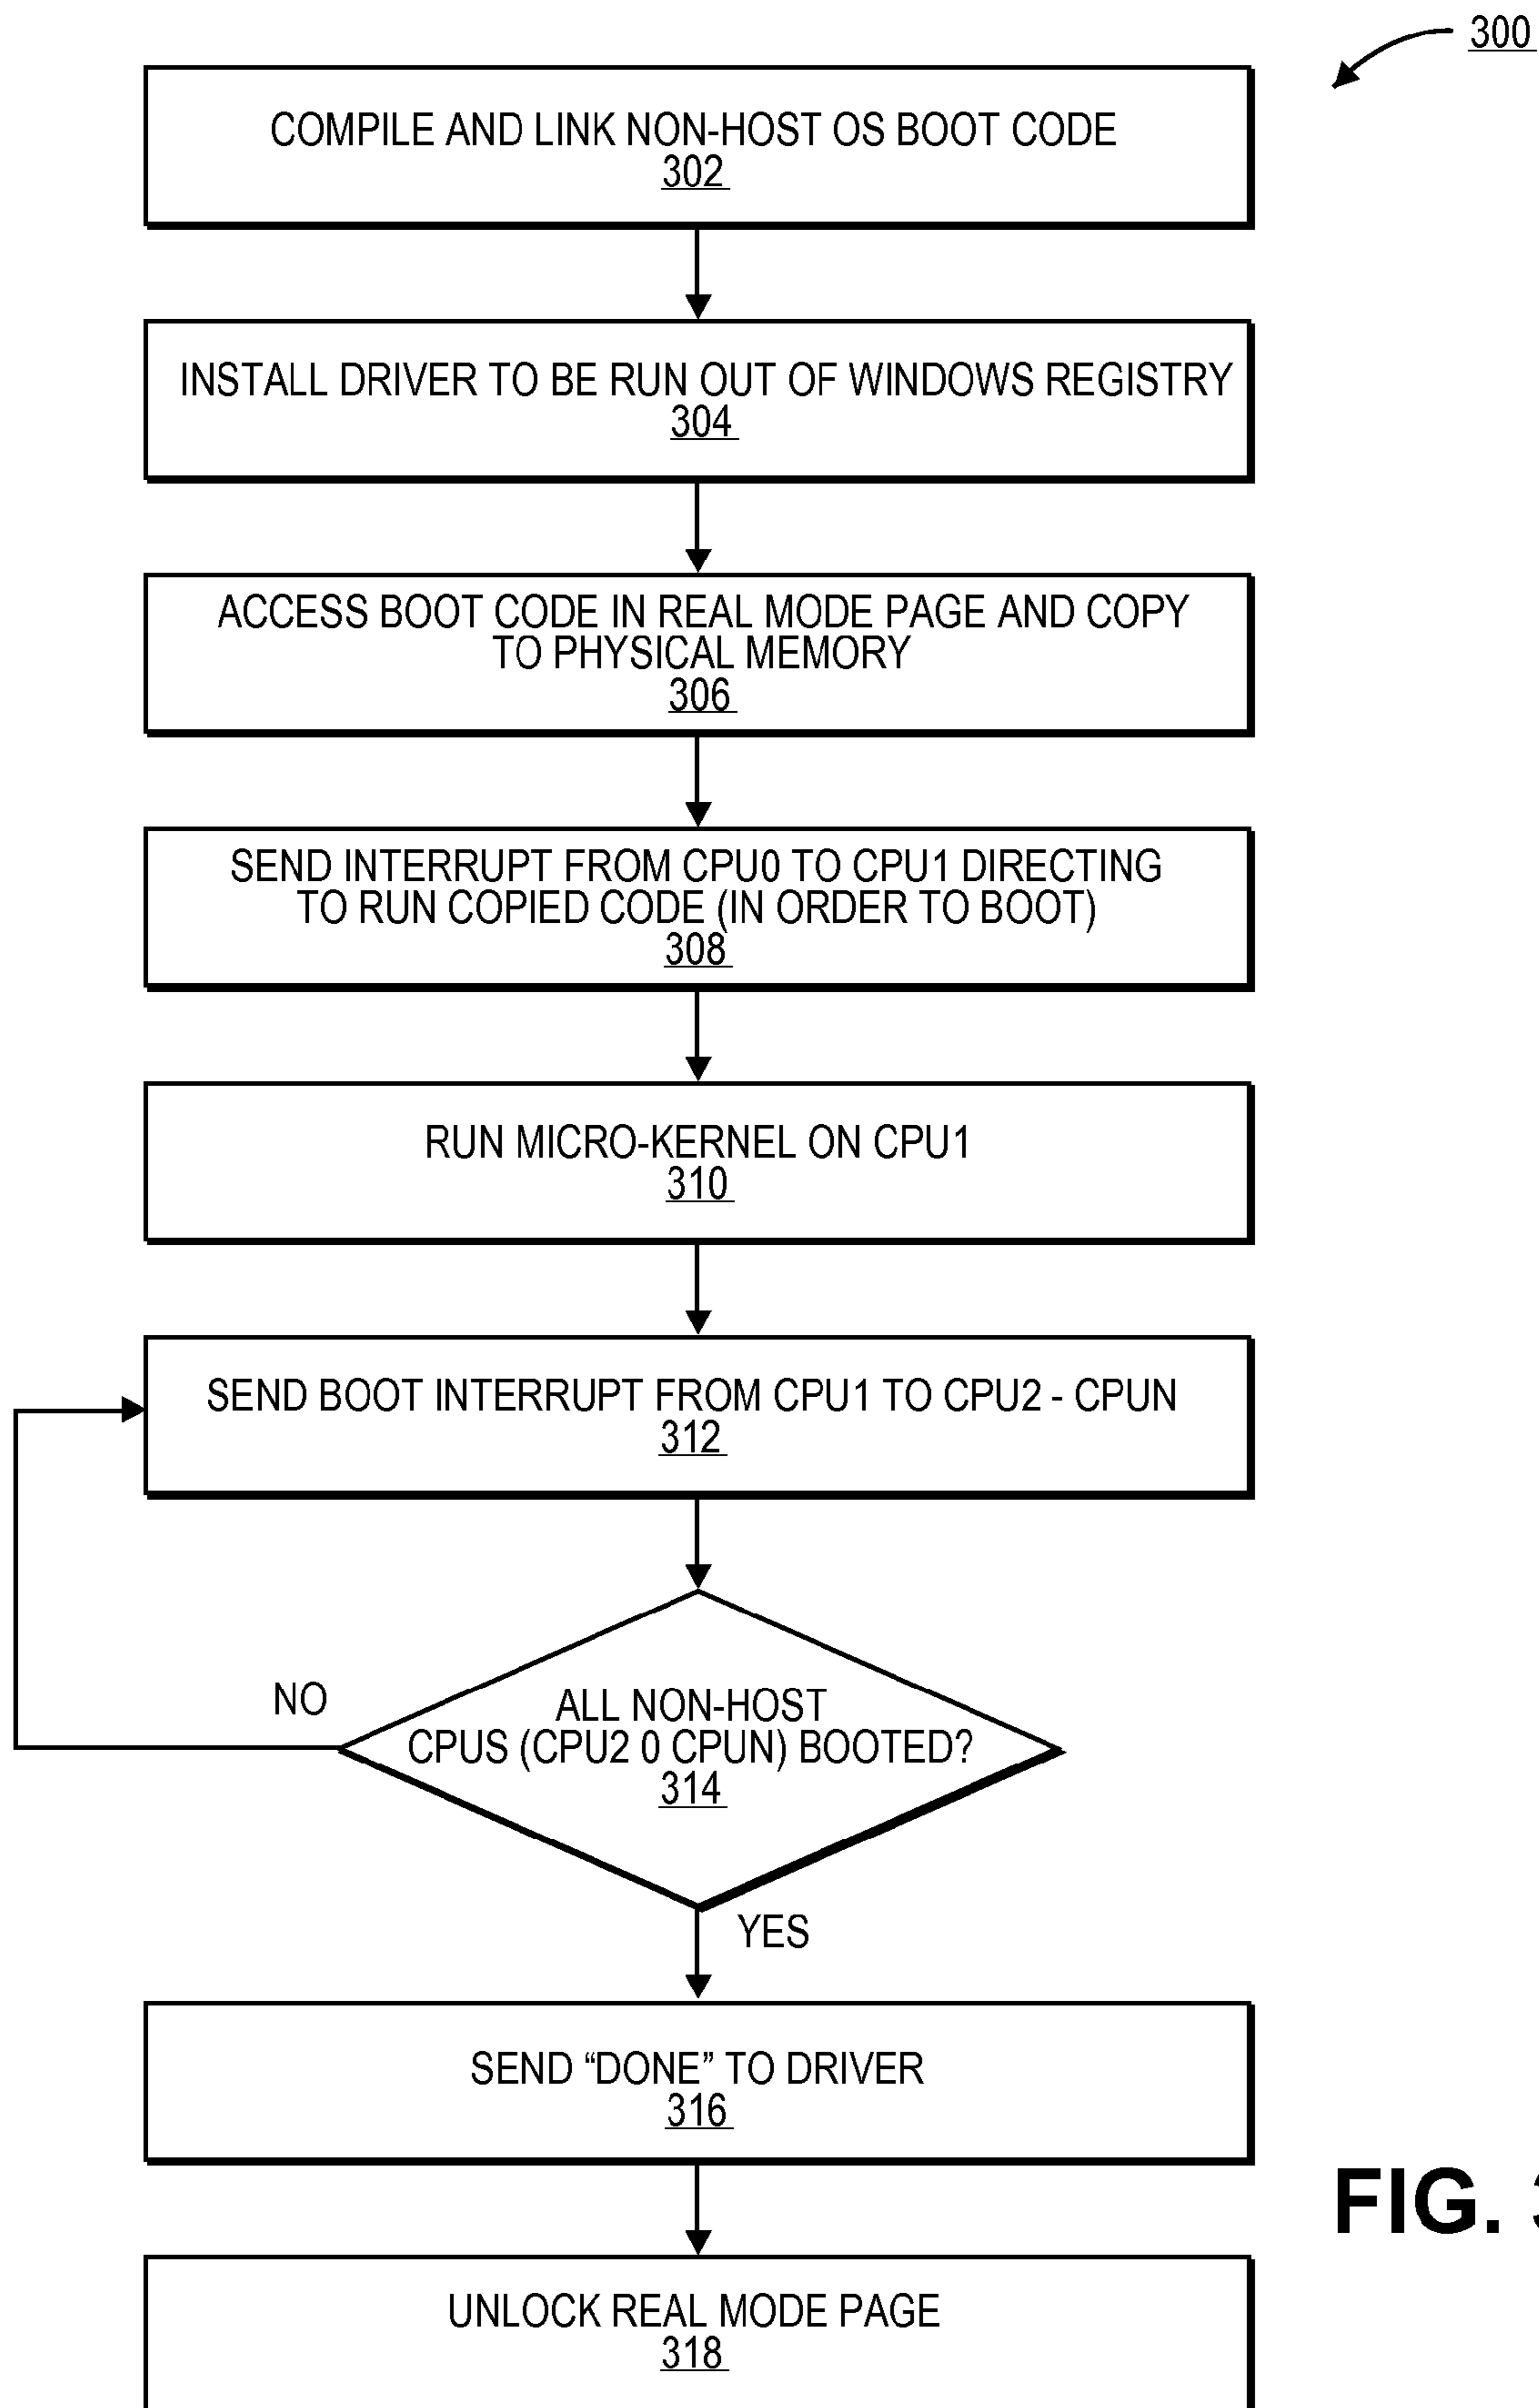 300
COMPILE AND LINK NON-HOST OS BOOT CODE
302
INSTALL DRIVER TO BE RUN OUT OF WINDOWS REGISTRY
304
ACCESS BOOT CODE IN REAL MODE PAGE AND COPY
TO PHYSICAL MEMORY
306
SEND INTERRUPT FROM CPU0 TO CPU1 DIRECTING
TO RUN COPIED CODE (IN ORDER TO BOOT)
308
RUN MICRO-KERNEL ON CPU1
310
SEND BOOT INTERRUPT FROM CPU1 TO CPU2 - CPUN
312
NO
ALL NON-HOST
CPUS (CPU2 0 CPUN) BOOTED?
314
YES
SEND “DONE” TO DRIVER
316
FIG.
UNLOCK REAL MODE PAGE
318